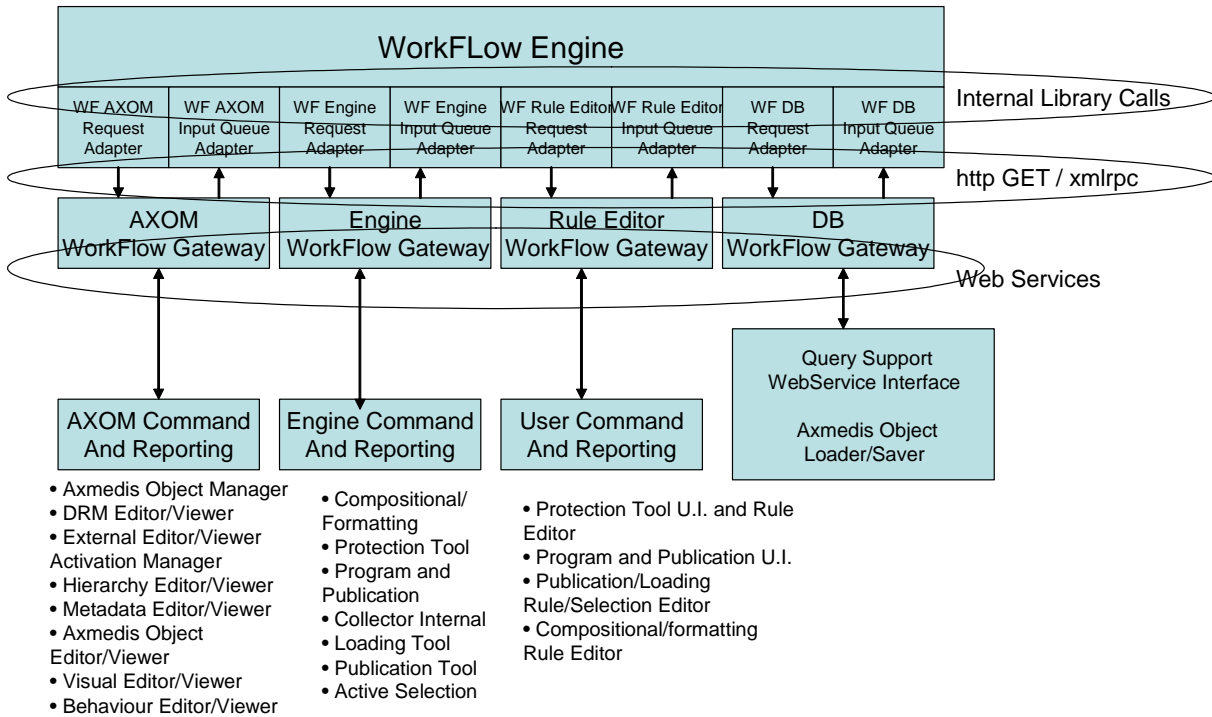 WorkFLow Engine
WF AXOM
Request
Adapter
WF AXOM
Input Queue
Adapter
WF Engine
Request
Adapter
WF Engine
Input Queue
Adapter
WF Rule Editor
Request
Adapter
WF Rule Editor
Input Queue
Adapter
WF DB
Request
Adapter
WF DB
Input Queue
Adapter
Internal Library Calls
http GET / xmlrpc
AXOM
WorkFlow Gateway
Engine
WorkFlow Gateway
Rule Editor
WorkFlow Gateway
DB
WorkFlow Gateway
Web Services
AXOM Command
And Reporting
Engine Command
And Reporting
User Command
And Reporting
Query Support
WebService Interface
Axmedis Object
Loader/Saver
• Axmedis Object Manager
• DRM Editor/Viewer
• External Editor/Viewer
Activation Manager
• Hierarchy Editor/Viewer
• Metadata Editor/Viewer
• Axmedis Object
Editor/Viewer
• Visual Editor/Viewer
• Behaviour Editor/Viewer
• Compositional/
Formatting
• Protection Tool
• Program and
Publication
• Collector Internal
• Loading Tool
• Publication Tool
• Active Selection
• Protection Tool U.I. and Rule
Editor
• Program and Publication U.I.
• Publication/Loading
Rule/Selection Editor
• Compositional/formatting
Rule Editor